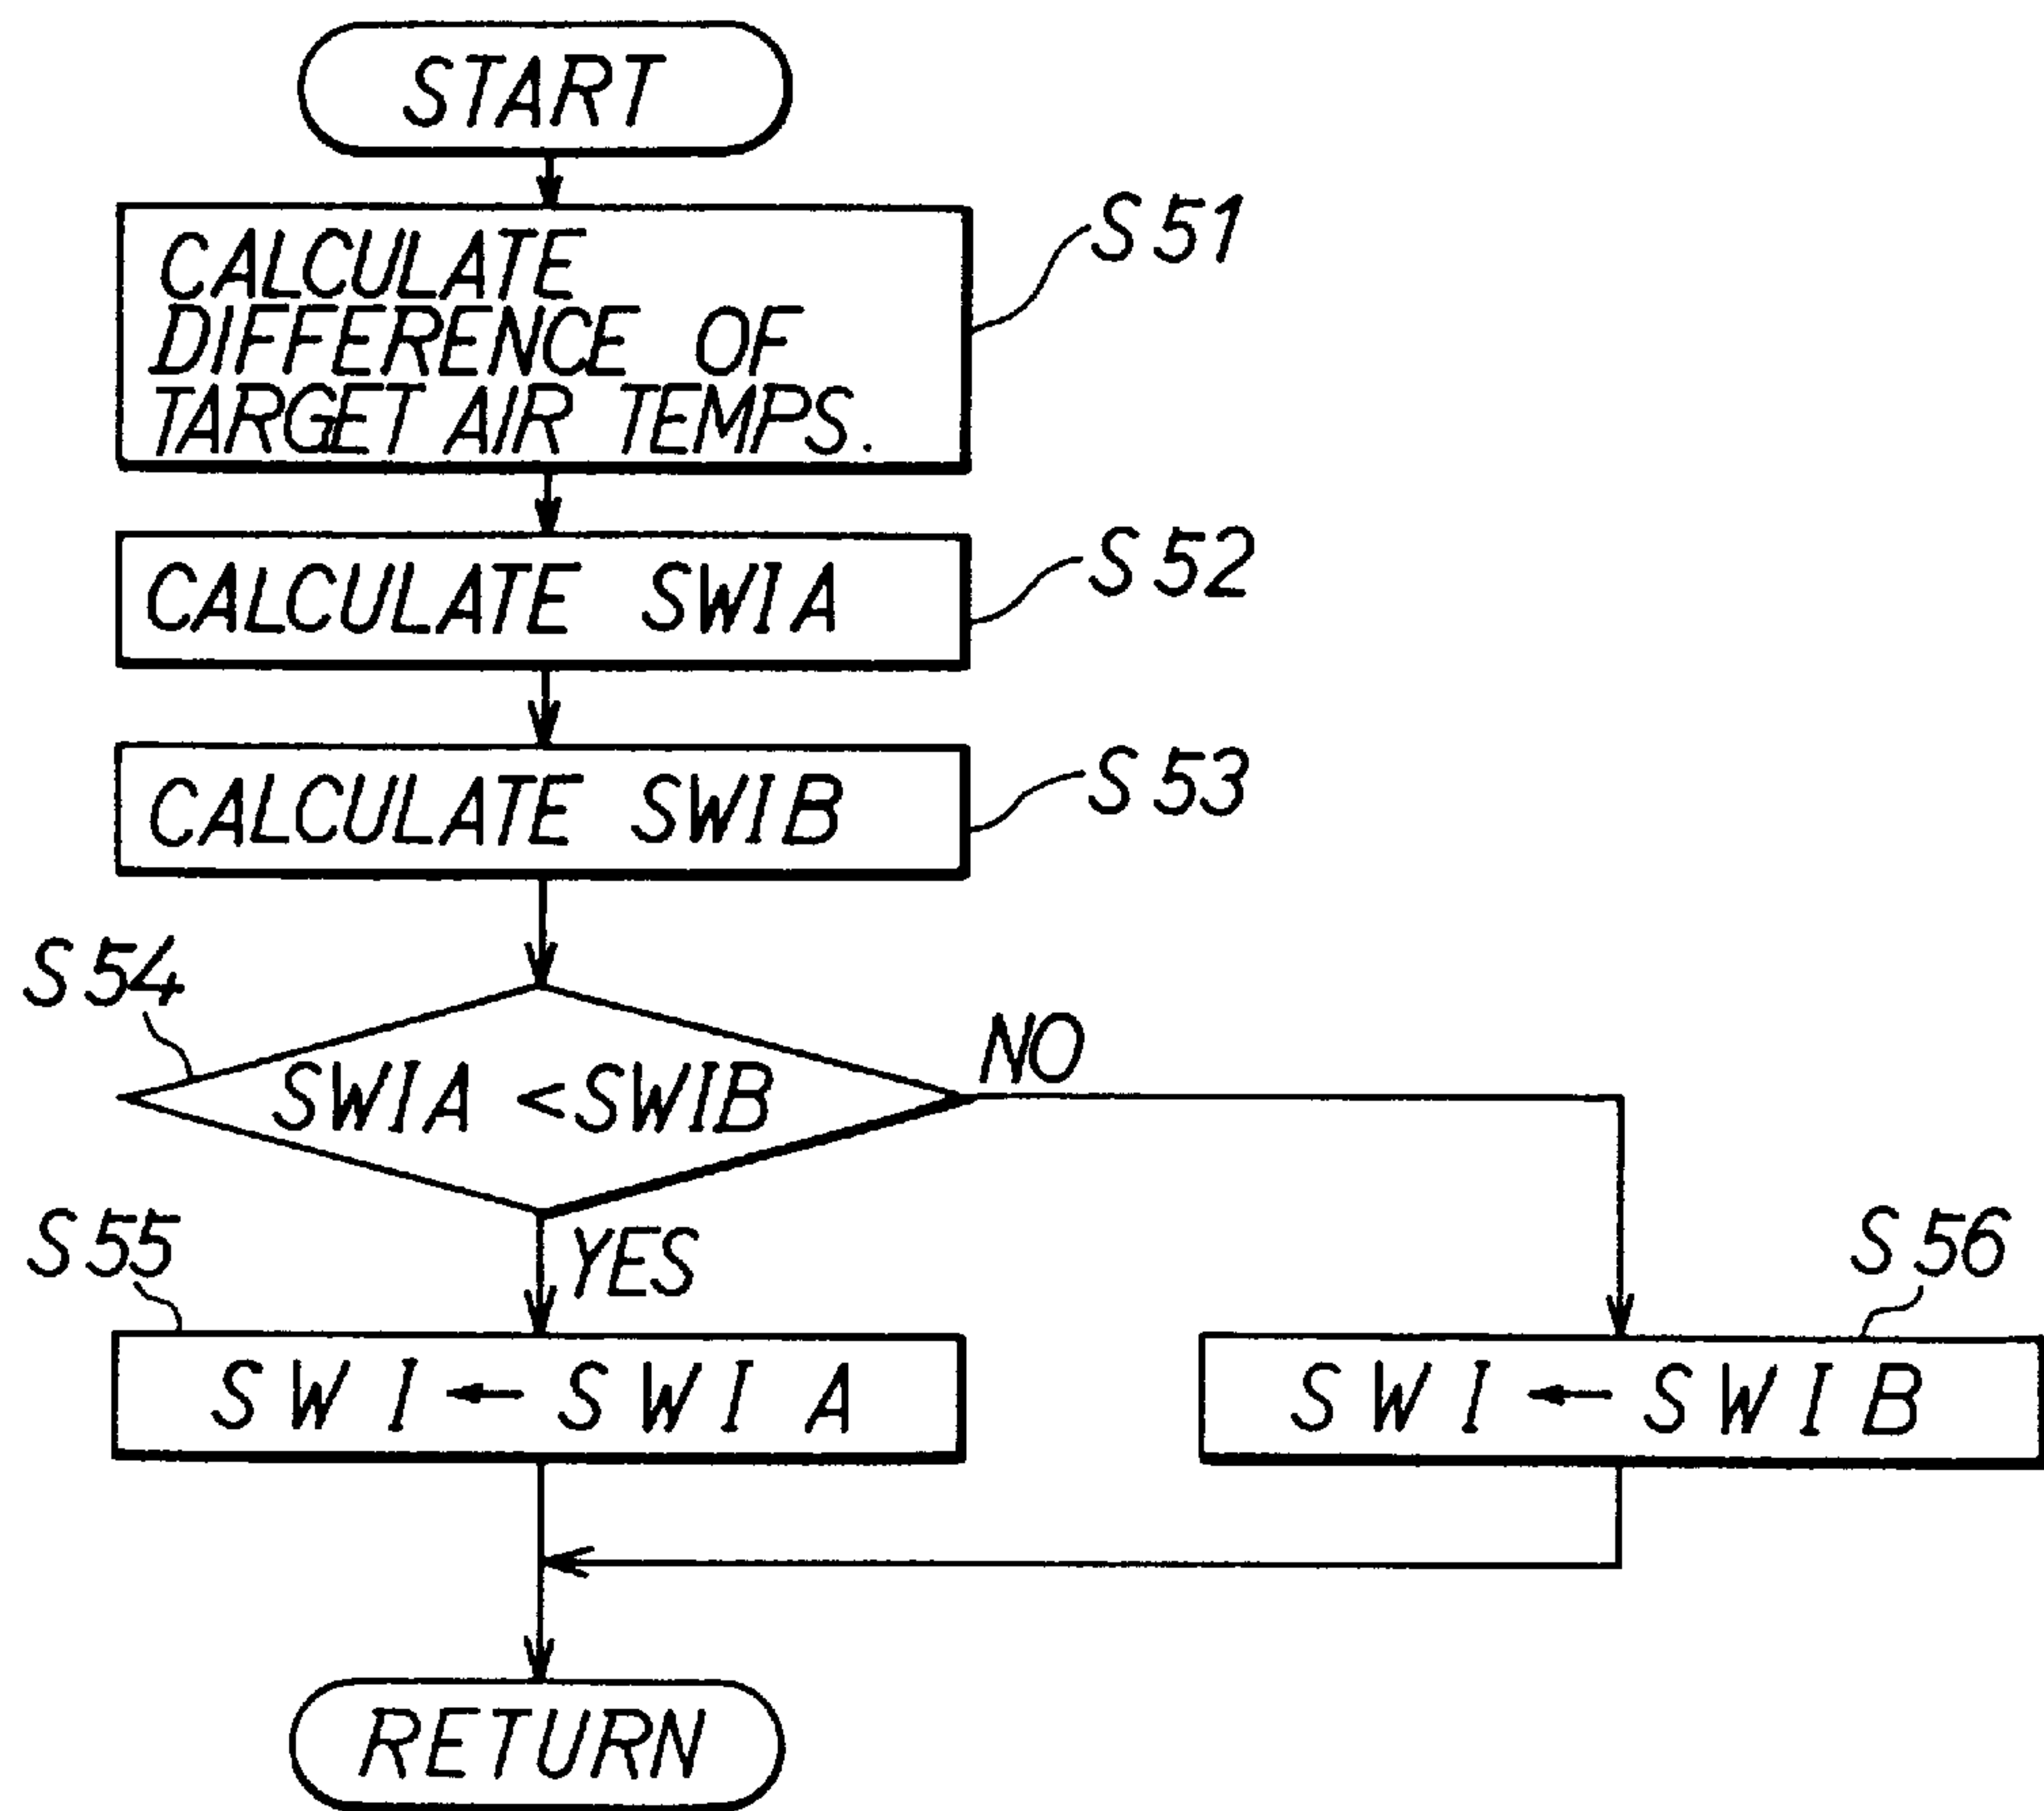 START
S51
CALCULATE
DIFFERENCE OF
TARGET AIR TEMPS.
S52
CALCULATE SWIA
S53
CALCULATE SWIB
S54
SWIA <SWIB
NO
YES
S55
SWI ← SWIA
S56
SWI ← SWIB
RETURN